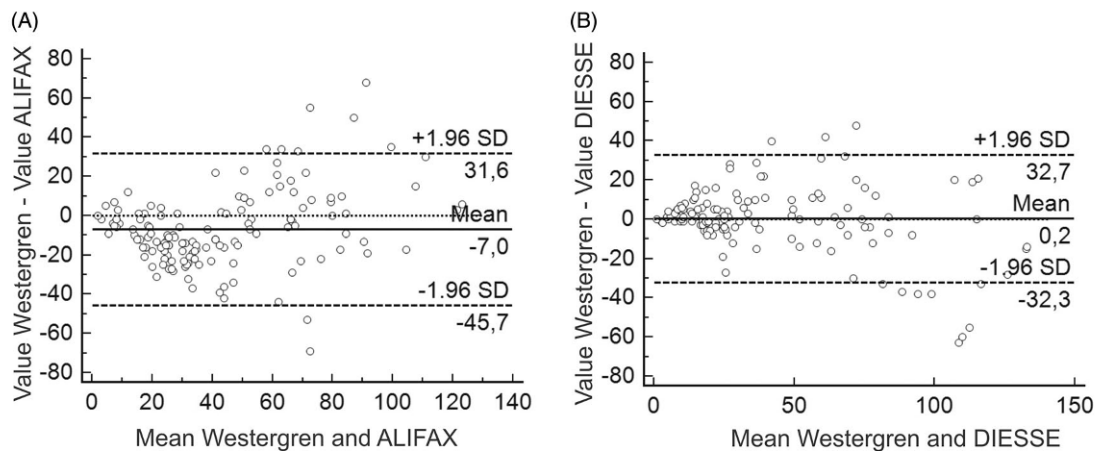 (A)
Value Westergren - Value ALIFAX
80
60
40
20
0
-20
-40
-60
-80
+1.96 SD
31,6
Mean
-7,0
-1.96 SD
-45,7
0 20 40 60 80 100 120 140
Mean Westergren and ALIFAX
(B)
Value Westergren - Value DIESSE
80
60
40
20
0
-20
-40
-60
-80
+1.96 SD
32,7
Mean
0,2
-1.96 SD
-32,3
0 50 100 150
Mean Westergren and DIESSE